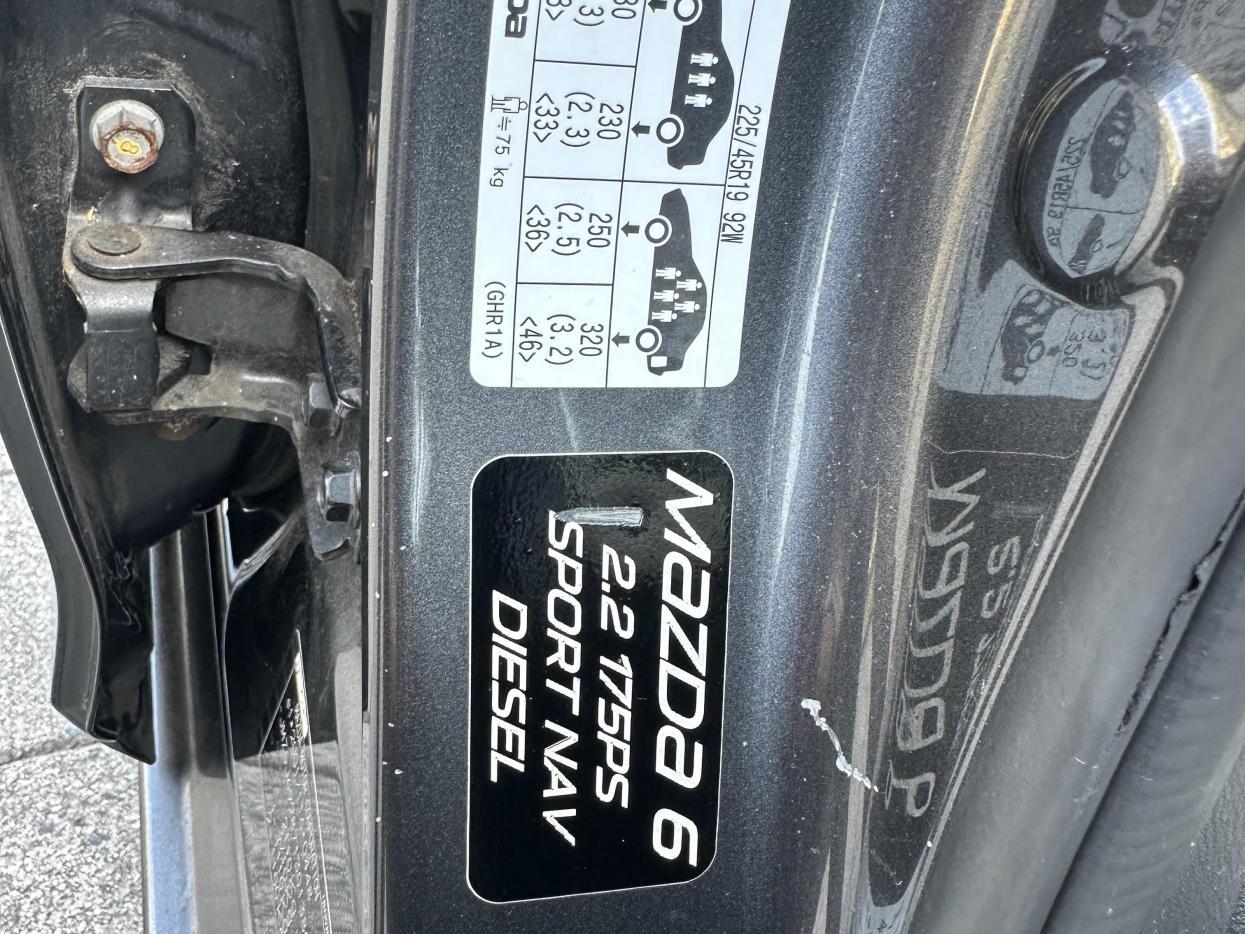 225/45R19 92W
230 250 320
(2.3) (2.5) (3.2)
<33> <36> <46>
≒75 kg (GHR1A)
mazda 6
2.2 175PS
SPORT NAV
DIESEL
8